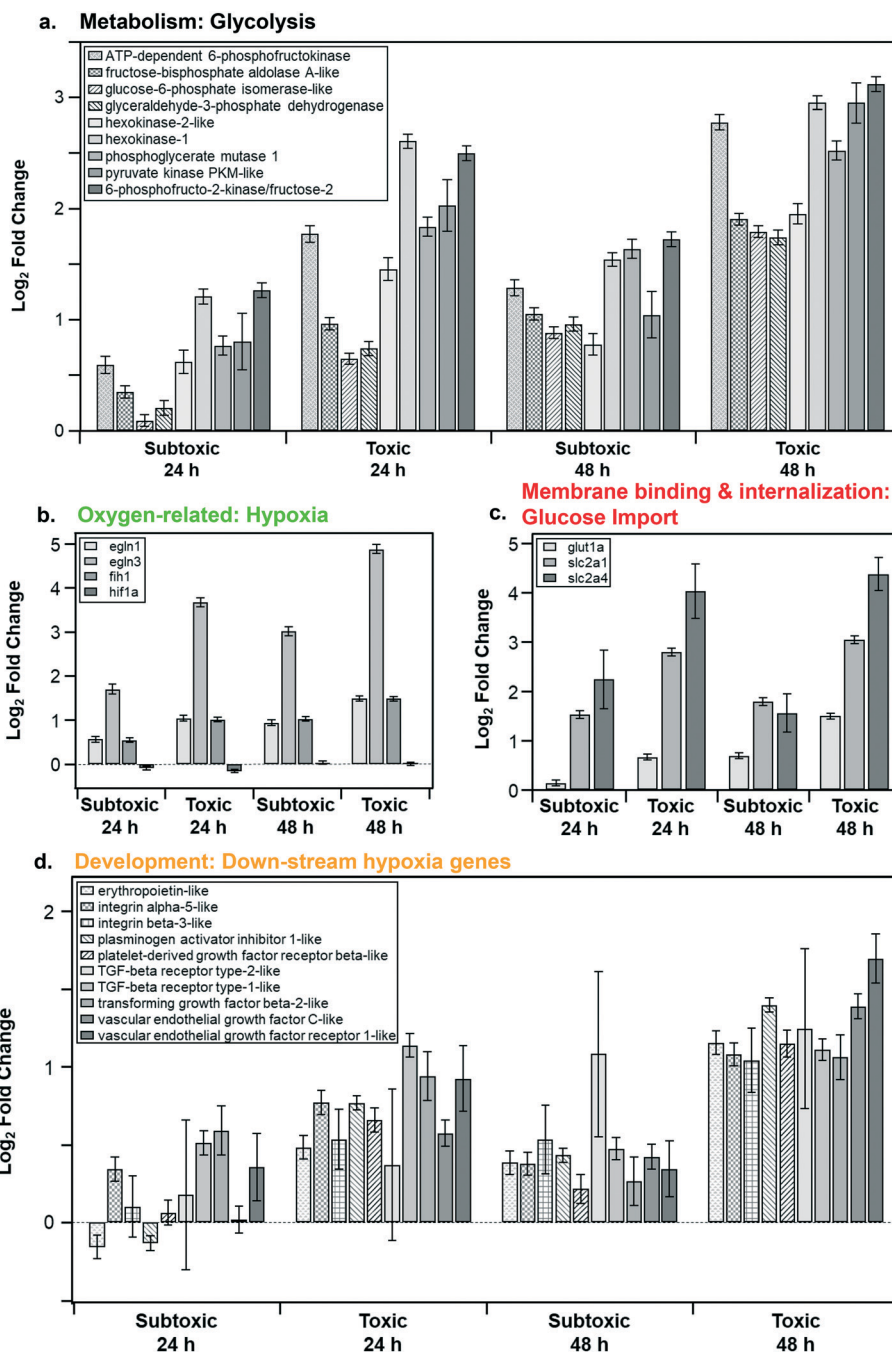 a. Metabolism: Glycolysis
ATP-dependent 6-phosphofructokinase
fructose-bisphosphate aldolase A-like
glucose-6-phosphate isomerase-like
glyceraldehyde-3-phosphate dehydrogenase
hexokinase-2-like
hexokinase-1
phosphoglycerate mutase 1
pyruvate kinase PKM-like
6-phosphofructo-2-kinase/fructose-2
Log₂ Fold Change
3
2
1
0
Subtoxic Toxic Subtoxic Toxic
24 h 24 h 48 h 48 h
b. Oxygen-related: Hypoxia
egln1
egln3
fih1
hif1a
Log₂ Fold Change
5
4
3
2
1
0
Subtoxic Toxic Subtoxic Toxic
24 h 24 h 48 h 48 h
c. Membrane binding & internalization:
Glucose Import
glut1a
slc2a1
slc2a4
Log₂ Fold Change
5
4
3
2
1
0
Subtoxic Toxic Subtoxic Toxic
24 h 24 h 48 h 48 h
d. Development: Down-stream hypoxia genes
erythropoietin-like
integrin alpha-5-like
integrin beta-3-like
plasminogen activator inhibitor 1-like
platelet-derived growth factor receptor beta-like
TGF-beta receptor type-2-like
TGF-beta receptor type-1-like
transforming growth factor beta-2-like
vascular endothelial growth factor C-like
vascular endothelial growth factor receptor 1-like
Log₂ Fold Change
2
1
0
Subtoxic Toxic Subtoxic Toxic
24 h 24 h 48 h 48 h